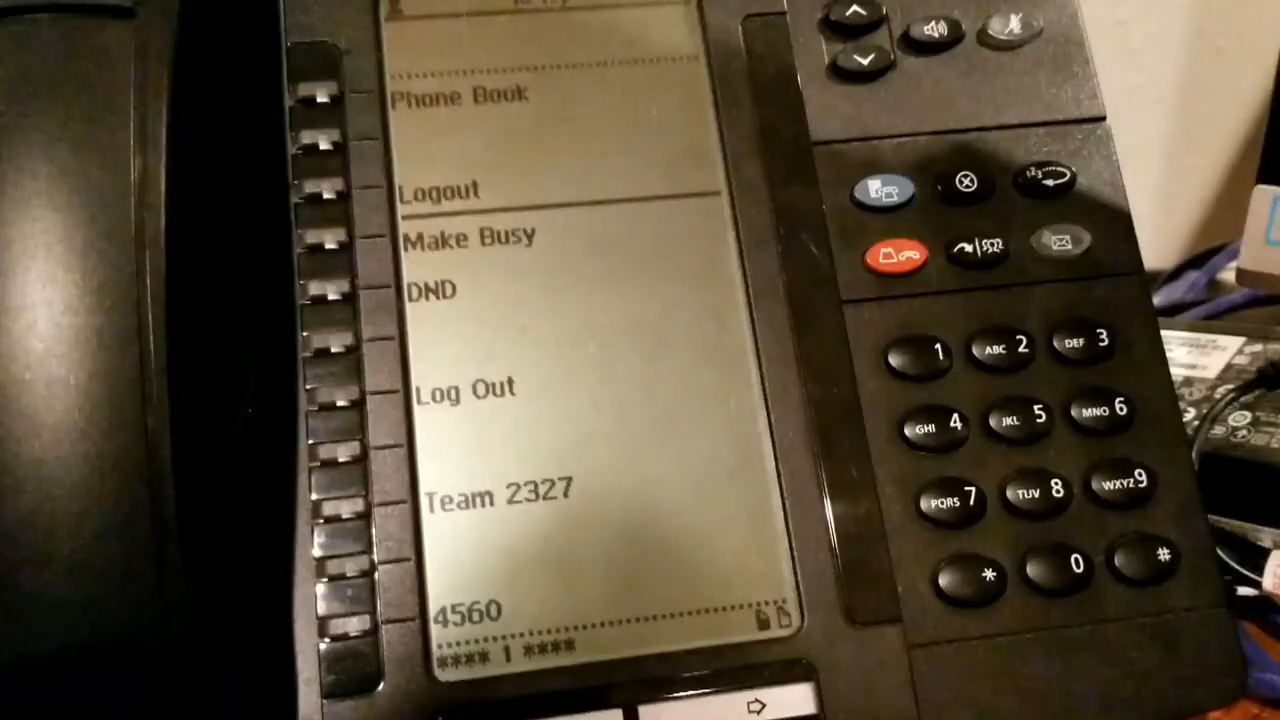 Phone Book
Logout
Make Busy
DND
Log Out
Team 2327
4560
**** 1 ****
123
1
ABC 2
DEF 3
GHI 4
JKL 5
MNO 6
PQRS 7
TUV 8
WXYZ 9
*
0
#